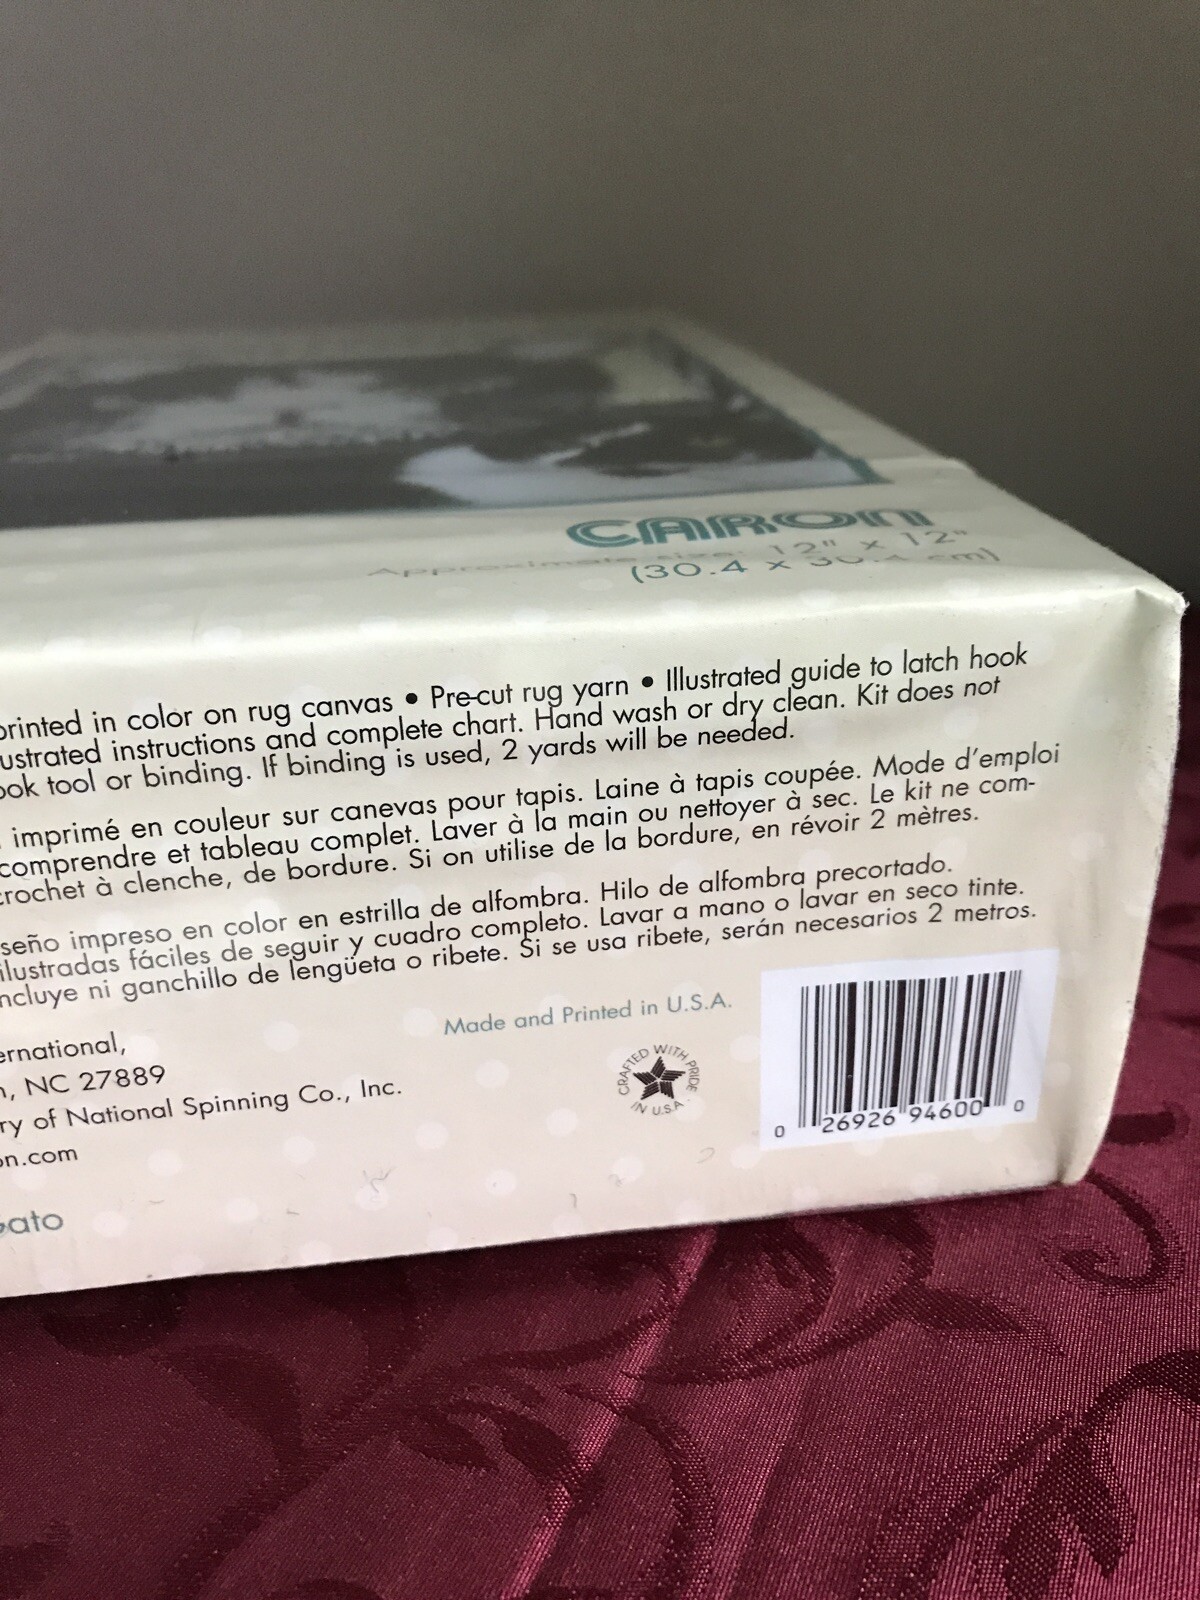 CARON
Approximate size: 12" x 12"
(30.4 x 30.4 cm)
printed in color on rug canvas • Pre-cut rug yarn • Illustrated guide to latch hook
ustrated instructions and complete chart. Hand wash or dry clean. Kit does not
ook tool or binding. If binding is used, 2 yards will be needed.
imprimé en couleur sur canevas pour tapis. Laine à tapis coupée. Mode d'emploi
comprendre et tableau complet. Laver à la main ou nettoyer à sec. Le kit ne com-
crochet à clenche, de bordure. Si on utilise de la bordure, en révoir 2 mètres.
seño impreso en color en estrilla de alfombra. Hilo de alfombra precortado.
ilustradas fáciles de seguir y cuadro completo. Lavar a mano o lavar en seco tinte.
ncluye ni ganchillo de lengüeta o ribete. Si se usa ribete, serán necesarios 2 metros.
Made and Printed in U.S.A.
ernational,
, NC 27889
ry of National Spinning Co., Inc.
on.com
CRAFTED WITH PRIDE
IN U.S.A.
0 26926 94600 0
ato